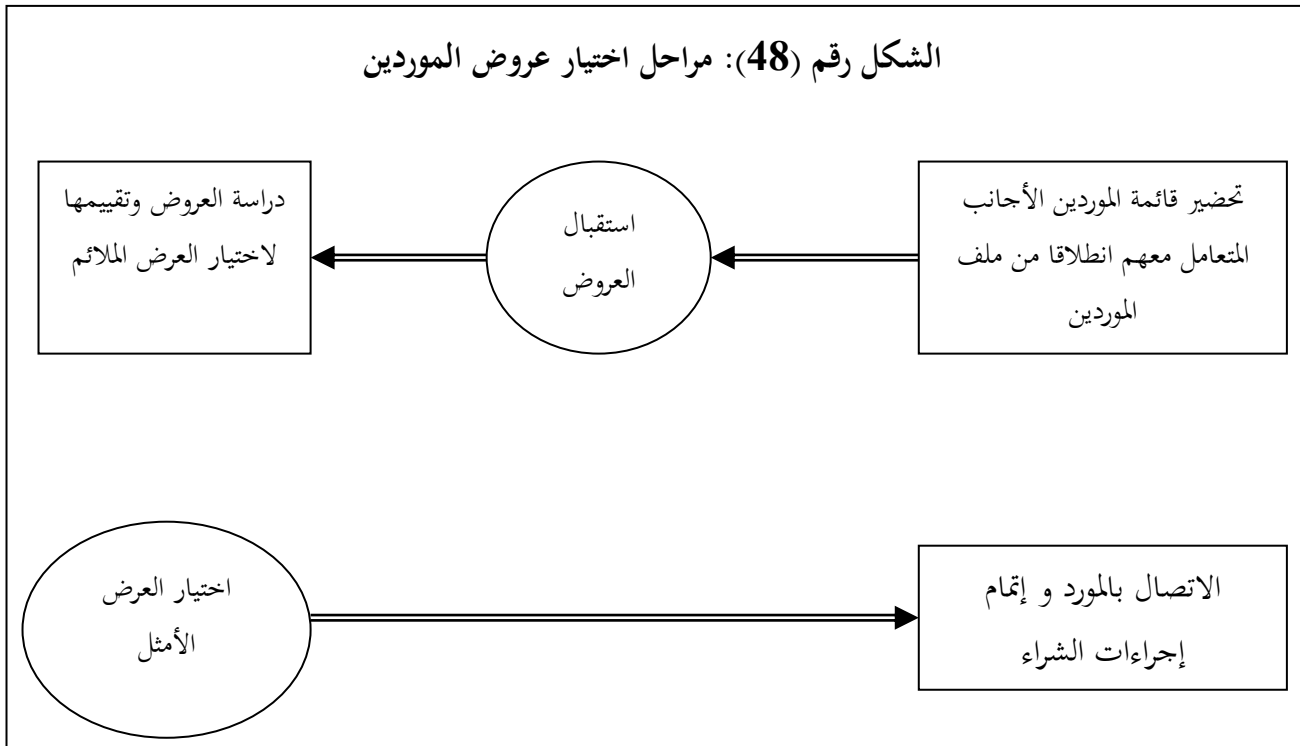 الشكل رقم (48): مراحل اختيار عروض الموردين
تحضير قائمة الموردين الأجانب
المتعامل معهم انطلاقا من ملف
الموردين
استقبال
العروض
دراسة العروض وتقييمها
لاختيار العرض الملائم
اختيار العرض
الأمثل
الاتصال بالمورد و إتمام
إجراءات الشراء